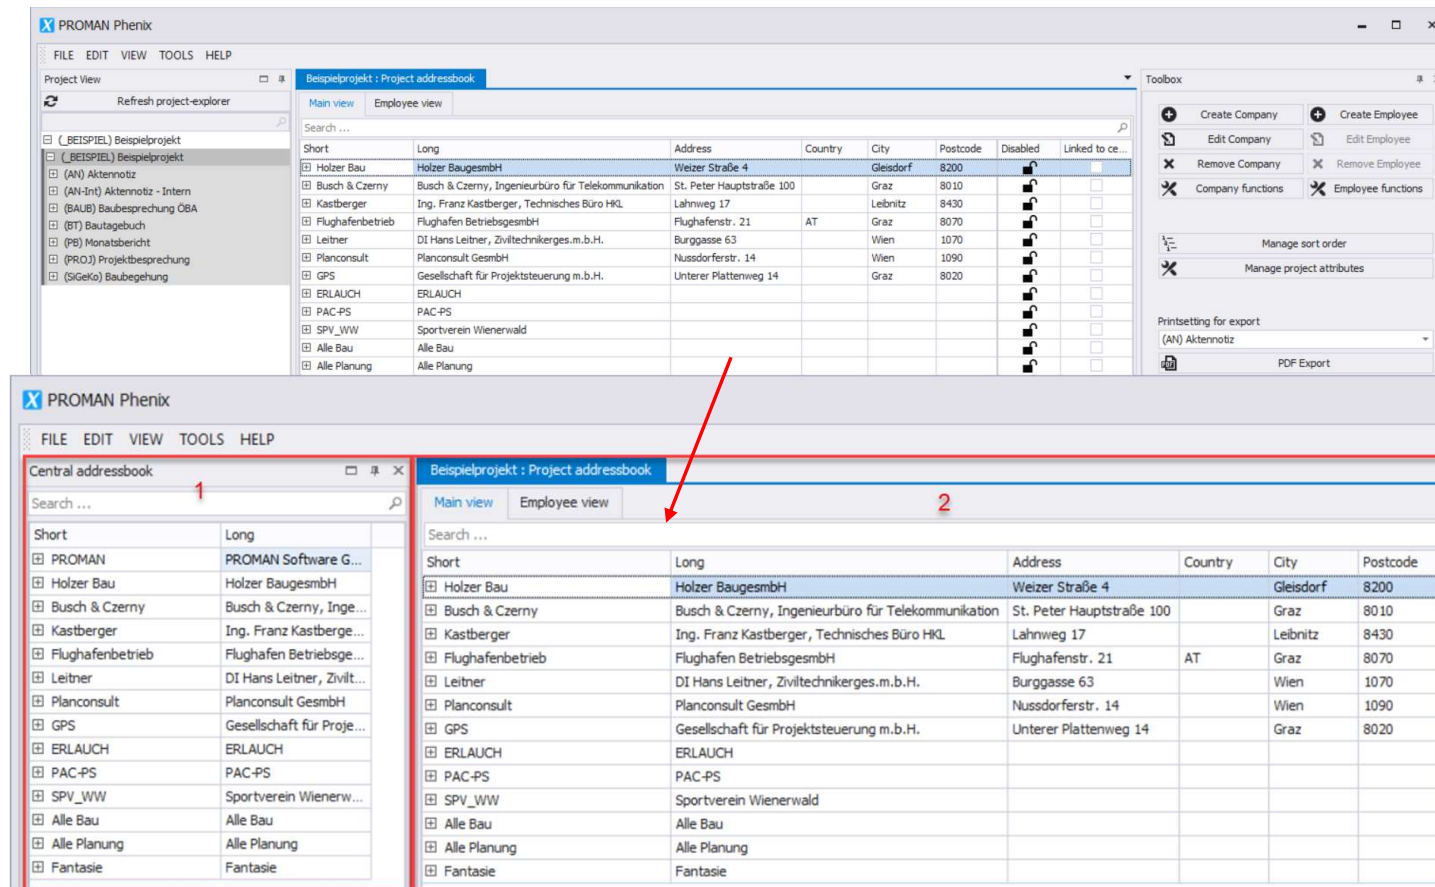 PROMAN Phenix
FILE EDIT VIEW TOOLS HELP
Project View
Refresh project-explorer
(_BEISPIEL) Beispielprojekt
(_BEISPIEL) Beispielprojekt
(AN) Aktennotiz
(AN-Int) Aktennotiz - Intern
(BAUB) Baubesprechung ÖBA
(BT) Bautagebuch
(PB) Monatsbericht
(PROJ) Projektbesprechung
(SiGeKo) Baubegehung
Beispielprojekt : Project addressbook
Main view Employee view
Search ...
Short Long Address Country City Postcode Disabled Linked to ce...
Holzer Bau Holzer BaugesmbH Weizer Straße 4 Gleisdorf 8200
Busch & Czerny Busch & Czerny, Ingenieurbüro für Telekommunikation St. Peter Hauptstraße 100 Graz 8010
Kastberger Ing. Franz Kastberger, Technisches Büro HKL Lahnweg 17 Leibnitz 8430
Flughafenbetrieb Flughafen BetriebsgesmbH Flughafenstr. 21 AT Graz 8070
Leitner DI Hans Leitner, Ziviltechnikerges.m.b.H. Burggasse 63 Wien 1070
Planconsult Planconsult GesmbH Nussdorferstr. 14 Wien 1090
GPS Gesellschaft für Projektsteuerung m.b.H. Unterer Plattenweg 14 Graz 8020
ERLAUCH ERLAUCH
PAC-PS PAC-PS
SPV_WW Sportverein Wienerwald
Alle Bau Alle Bau
Alle Planung Alle Planung
Toolbox
Create Company Create Employee
Edit Company Edit Employee
Remove Company Remove Employee
Company functions Employee functions
Manage sort order
Manage project attributes
Printsetting for export
(AN) Aktennotiz
PDF PDF Export
PROMAN Phenix
FILE EDIT VIEW TOOLS HELP
Central addressbook
1
Search ...
Short Long
PROMAN PROMAN Software G...
Holzer Bau Holzer BaugesmbH
Busch & Czerny Busch & Czerny, Inge...
Kastberger Ing. Franz Kastberge...
Flughafenbetrieb Flughafen Betriebsge...
Leitner DI Hans Leitner, Zivilt...
Planconsult Planconsult GesmbH
GPS Gesellschaft für Proje...
ERLAUCH ERLAUCH
PAC-PS PAC-PS
SPV_WW Sportverein Wienerw...
Alle Bau Alle Bau
Alle Planung Alle Planung
Fantasie Fantasie
Beispielprojekt : Project addressbook
Main view Employee view
2
Search ...
Short Long Address Country City Postcode
Holzer Bau Holzer BaugesmbH Weizer Straße 4 Gleisdorf 8200
Busch & Czerny Busch & Czerny, Ingenieurbüro für Telekommunikation St. Peter Hauptstraße 100 Graz 8010
Kastberger Ing. Franz Kastberger, Technisches Büro HKL Lahnweg 17 Leibnitz 8430
Flughafenbetrieb Flughafen BetriebsgesmbH Flughafenstr. 21 AT Graz 8070
Leitner DI Hans Leitner, Ziviltechnikerges.m.b.H. Burggasse 63 Wien 1070
Planconsult Planconsult GesmbH Nussdorferstr. 14 Wien 1090
GPS Gesellschaft für Projektsteuerung m.b.H. Unterer Plattenweg 14 Graz 8020
ERLAUCH ERLAUCH
PAC-PS PAC-PS
SPV_WW Sportverein Wienerwald
Alle Bau Alle Bau
Alle Planung Alle Planung
Fantasie Fantasie